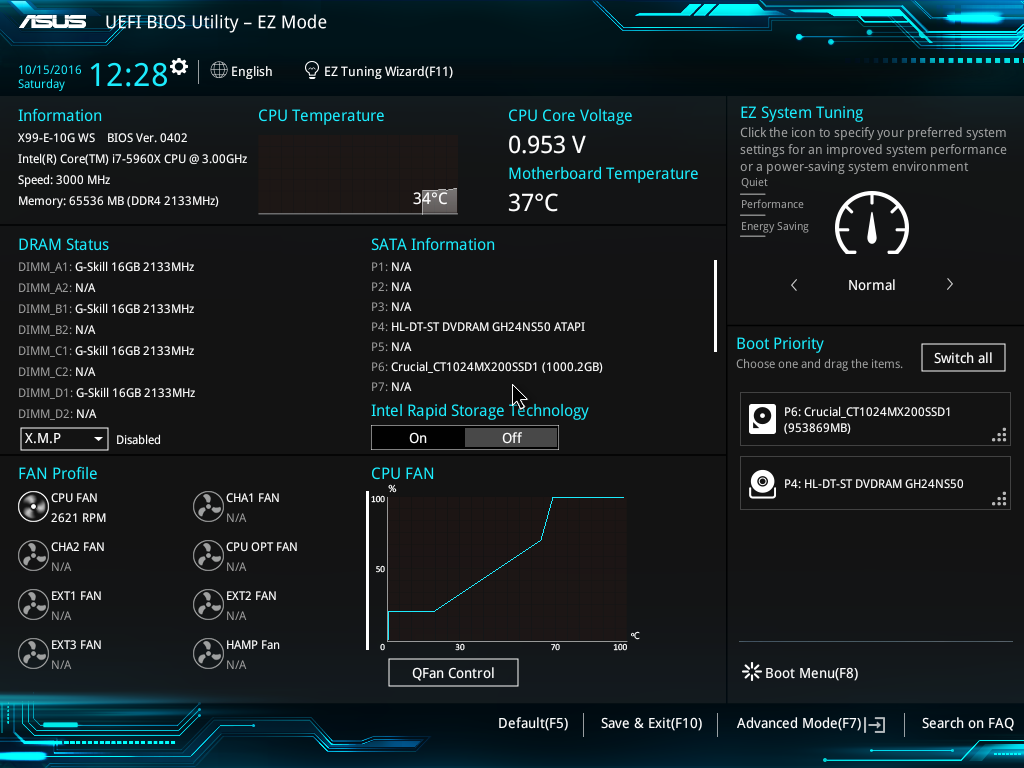 ASUS UEFI BIOS Utility – EZ Mode
10/15/2016
Saturday
12:28
English
EZ Tuning Wizard(F11)
Information
X99-E-10G WS BIOS Ver. 0402
Intel(R) Core(TM) i7-5960X CPU @ 3.00GHz
Speed: 3000 MHz
Memory: 65536 MB (DDR4 2133MHz)
CPU Temperature
34°C
CPU Core Voltage
0.953 V
Motherboard Temperature
37°C
EZ System Tuning
Click the icon to specify your preferred system
settings for an improved system performance
or a power-saving system environment
Quiet
Performance
Energy Saving
Normal
DRAM Status
DIMM_A1: G-Skill 16GB 2133MHz
DIMM_A2: N/A
DIMM_B1: G-Skill 16GB 2133MHz
DIMM_B2: N/A
DIMM_C1: G-Skill 16GB 2133MHz
DIMM_C2: N/A
DIMM_D1: G-Skill 16GB 2133MHz
DIMM_D2: N/A
X.M.P Disabled
SATA Information
P1: N/A
P2: N/A
P3: N/A
P4: HL-DT-ST DVDRAM GH24NS50 ATAPI
P5: N/A
P6: Crucial_CT1024MX200SSD1 (1000.2GB)
P7: N/A
Intel Rapid Storage Technology
On Off
Boot Priority
Choose one and drag the items.
Switch all
P6: Crucial_CT1024MX200SSD1
(953869MB)
P4: HL-DT-ST DVDRAM GH24NS50
Boot Menu(F8)
FAN Profile
CPU FAN
2621 RPM
CHA1 FAN
N/A
CHA2 FAN
N/A
CPU OPT FAN
N/A
EXT1 FAN
N/A
EXT2 FAN
N/A
EXT3 FAN
N/A
HAMP Fan
N/A
CPU FAN
%
100
50
0 30 70 100
°C
QFan Control
Default(F5)
Save & Exit(F10)
Advanced Mode(F7)
Search on FAQ